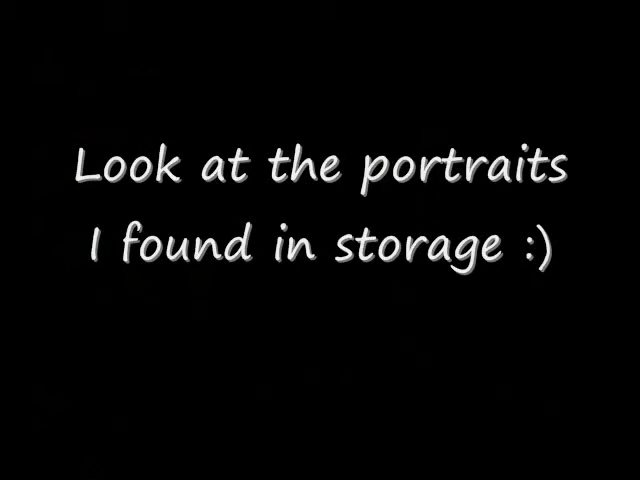 Look at the portraits
I found in storage :)